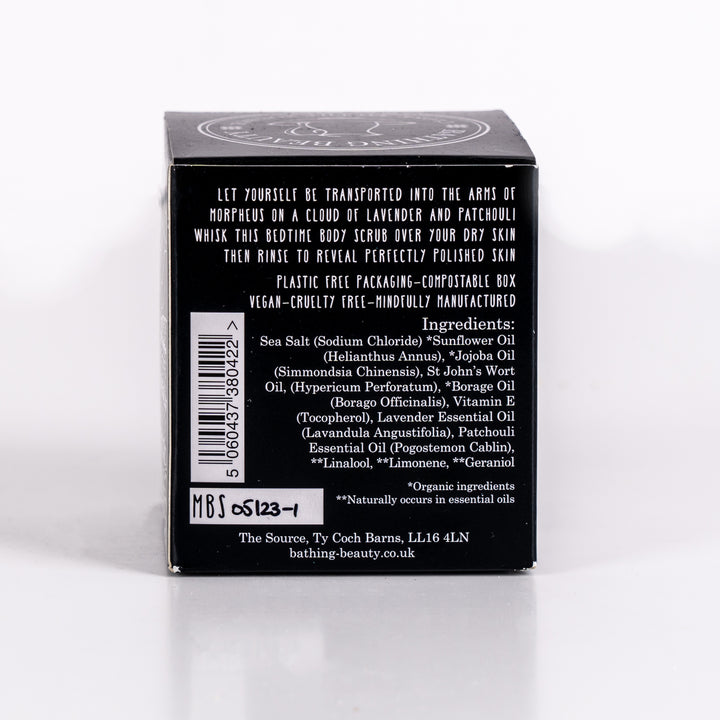 BATHING BEAUTY
LET YOURSELF BE TRANSPORTED INTO THE ARMS OF
MORPHEUS ON A CLOUD OF LAVENDER AND PATCHOULI
WHISK THIS BEDTIME BODY SCRUB OVER YOUR DRY SKIN
THEN RINSE TO REVEAL PERFECTLY POLISHED SKIN
PLASTIC FREE PACKAGING-COMPOSTABLE BOX
VEGAN-CRUELTY FREE-MINDFULLY MANUFACTURED
Ingredients:
Sea Salt (Sodium Chloride) *Sunflower Oil
(Helianthus Annus), *Jojoba Oil
(Simmondsia Chinensis), St John's Wort
Oil, (Hypericum Perforatum), *Borage Oil
(Borago Officinalis), Vitamin E
(Tocopherol), Lavender Essential Oil
(Lavandula Angustifolia), Patchouli
Essential Oil (Pogostemon Cablin),
**Linalool, **Limonene, **Geraniol
*Organic ingredients
**Naturally occurs in essential oils
5 060437 380422 >
MBS 05123-1
The Source, Ty Coch Barns, LL16 4LN
bathing-beauty.co.uk